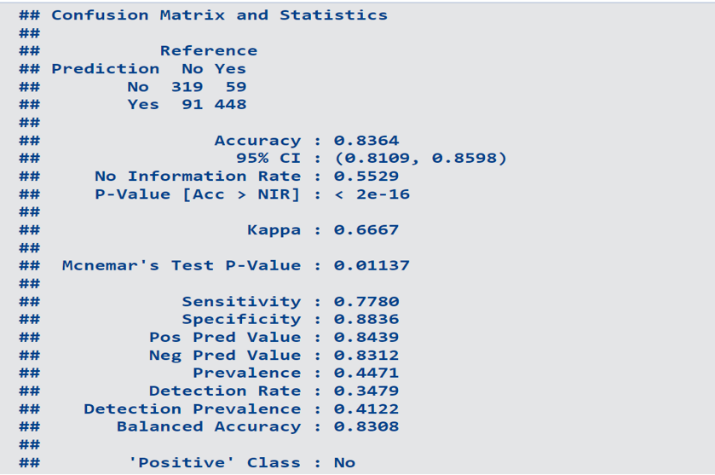 ## Confusion Matrix and Statistics
##
##           Reference
## Prediction  No Yes
##        No  319  59
##        Yes  91 448
##
##                Accuracy : 0.8364
##                  95% CI : (0.8109, 0.8598)
##     No Information Rate : 0.5529
##     P-Value [Acc > NIR] : < 2e-16
##
##                   Kappa : 0.6667
##
##  Mcnemar's Test P-Value : 0.01137
##
##             Sensitivity : 0.7780
##             Specificity : 0.8836
##          Pos Pred Value : 0.8439
##          Neg Pred Value : 0.8312
##              Prevalence : 0.4471
##          Detection Rate : 0.3479
##    Detection Prevalence : 0.4122
##       Balanced Accuracy : 0.8308
##
##        'Positive' Class : No